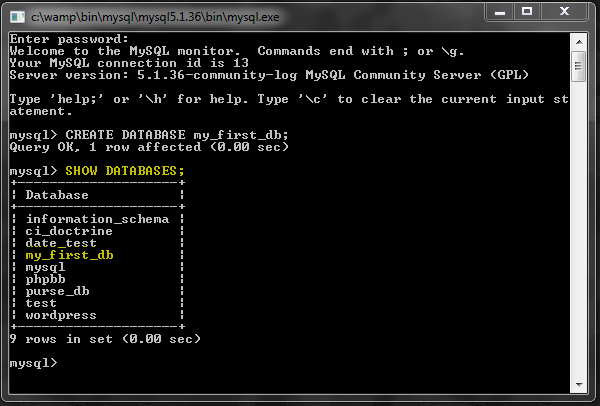 c:\wamp\bin\mysql\mysql5.1.36\bin\mysql.exe
Enter password:
Welcome to the MySQL monitor.  Commands end with ; or \g.
Your MySQL connection id is 13
Server version: 5.1.36-community-log MySQL Community Server (GPL)

Type 'help;' or '\h' for help. Type '\c' to clear the current input st
atement.

mysql> CREATE DATABASE my_first_db;
Query OK, 1 row affected (0.00 sec)

mysql> SHOW DATABASES;
+--------------------+
| Database           |
+--------------------+
| information_schema |
| ci_doctrine        |
| date_test          |
| my_first_db        |
| mysql              |
| phpbb              |
| purse_db           |
| test               |
| wordpress          |
+--------------------+
9 rows in set (0.00 sec)

mysql>